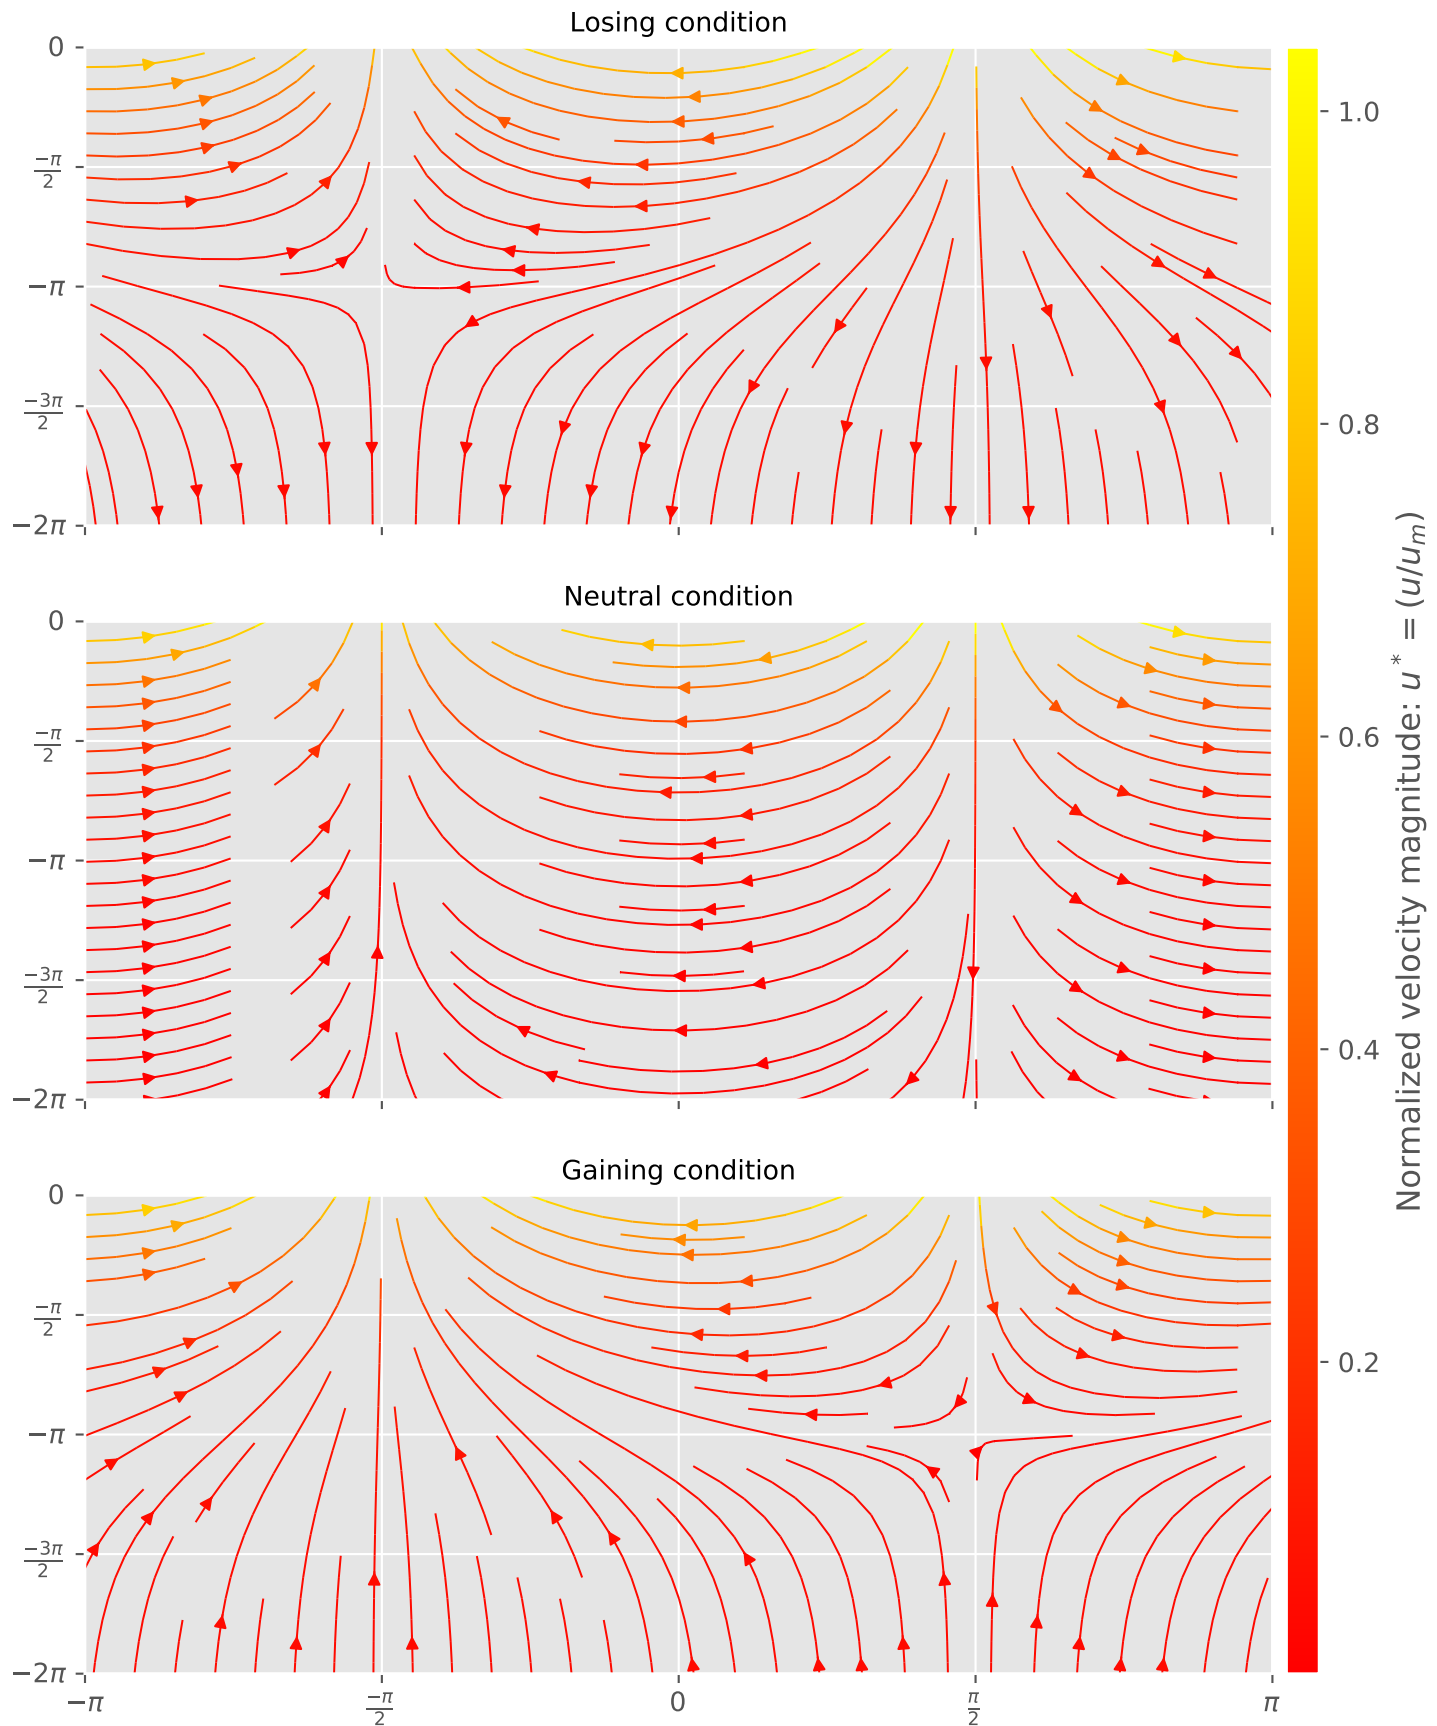 Losing condition
0
−π/2
−π
−3π/2
−2π
Neutral condition
0
−π/2
−π
−3π/2
−2π
Gaining condition
0
−π/2
−π
−3π/2
−2π
−π
−π/2
0
π/2
π
1.0
0.8
0.6
0.4
0.2
Normalized velocity magnitude: u* = (u/uₘ)